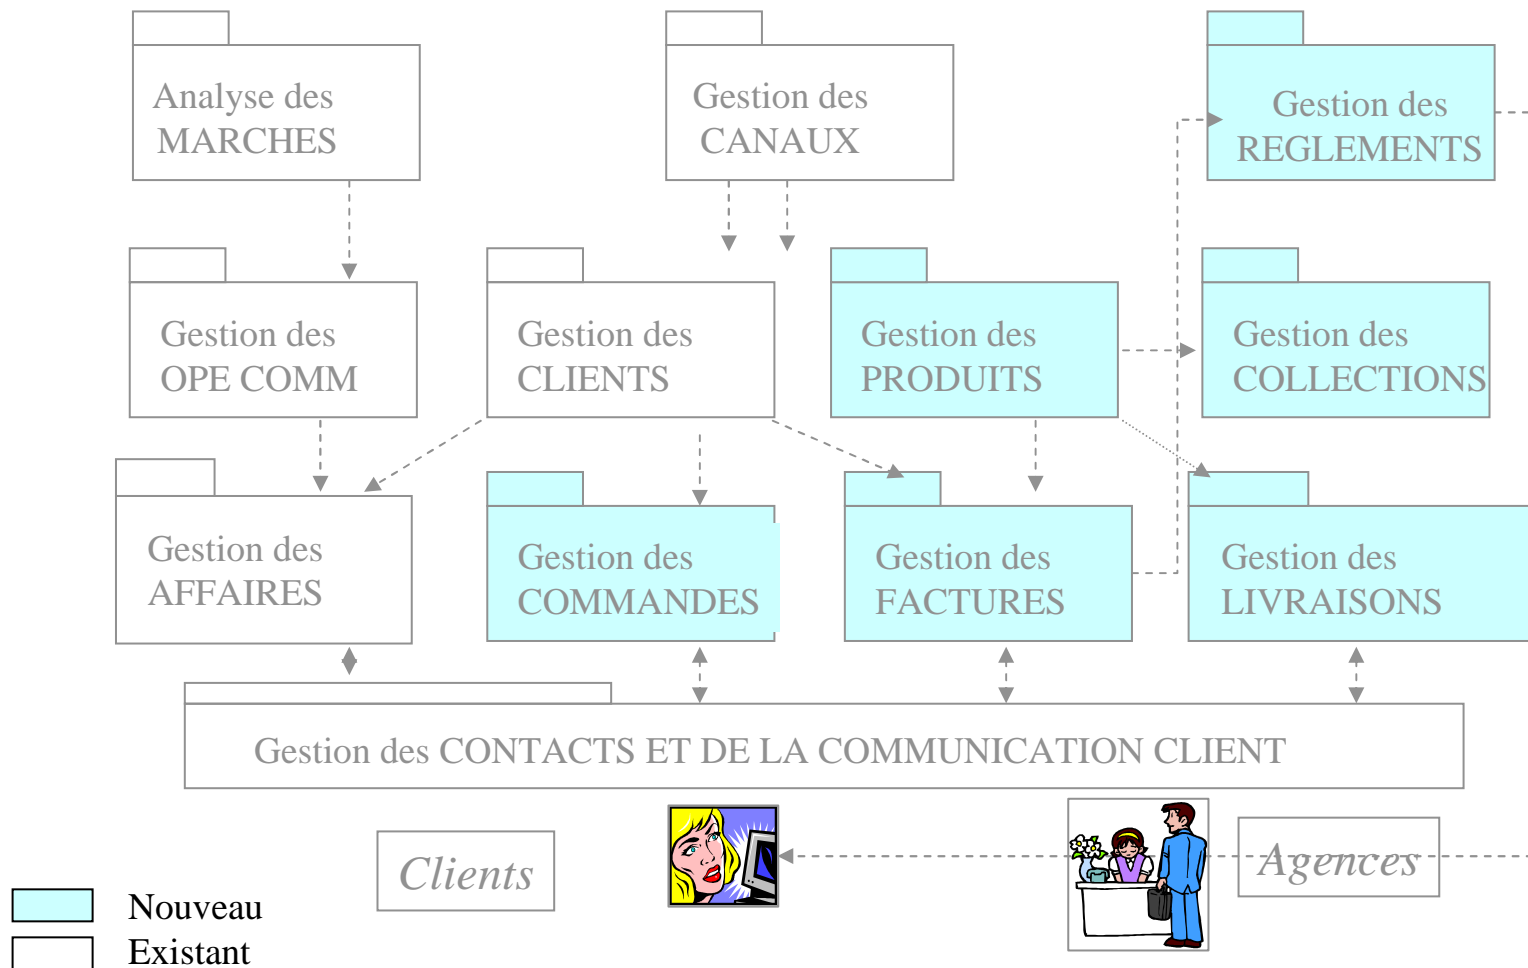 Analyse des
MARCHES
Gestion des
CANAUX
Gestion des
REGLEMENTS
Gestion des
OPE COMM
Gestion des
CLIENTS
Gestion des
PRODUITS
Gestion des
COLLECTIONS
Gestion des
AFFAIRES
Gestion des
COMMANDES
Gestion des
FACTURES
Gestion des
LIVRAISONS
Gestion des CONTACTS ET DE LA COMMUNICATION CLIENT
Clients
Agences
Nouveau
Existant